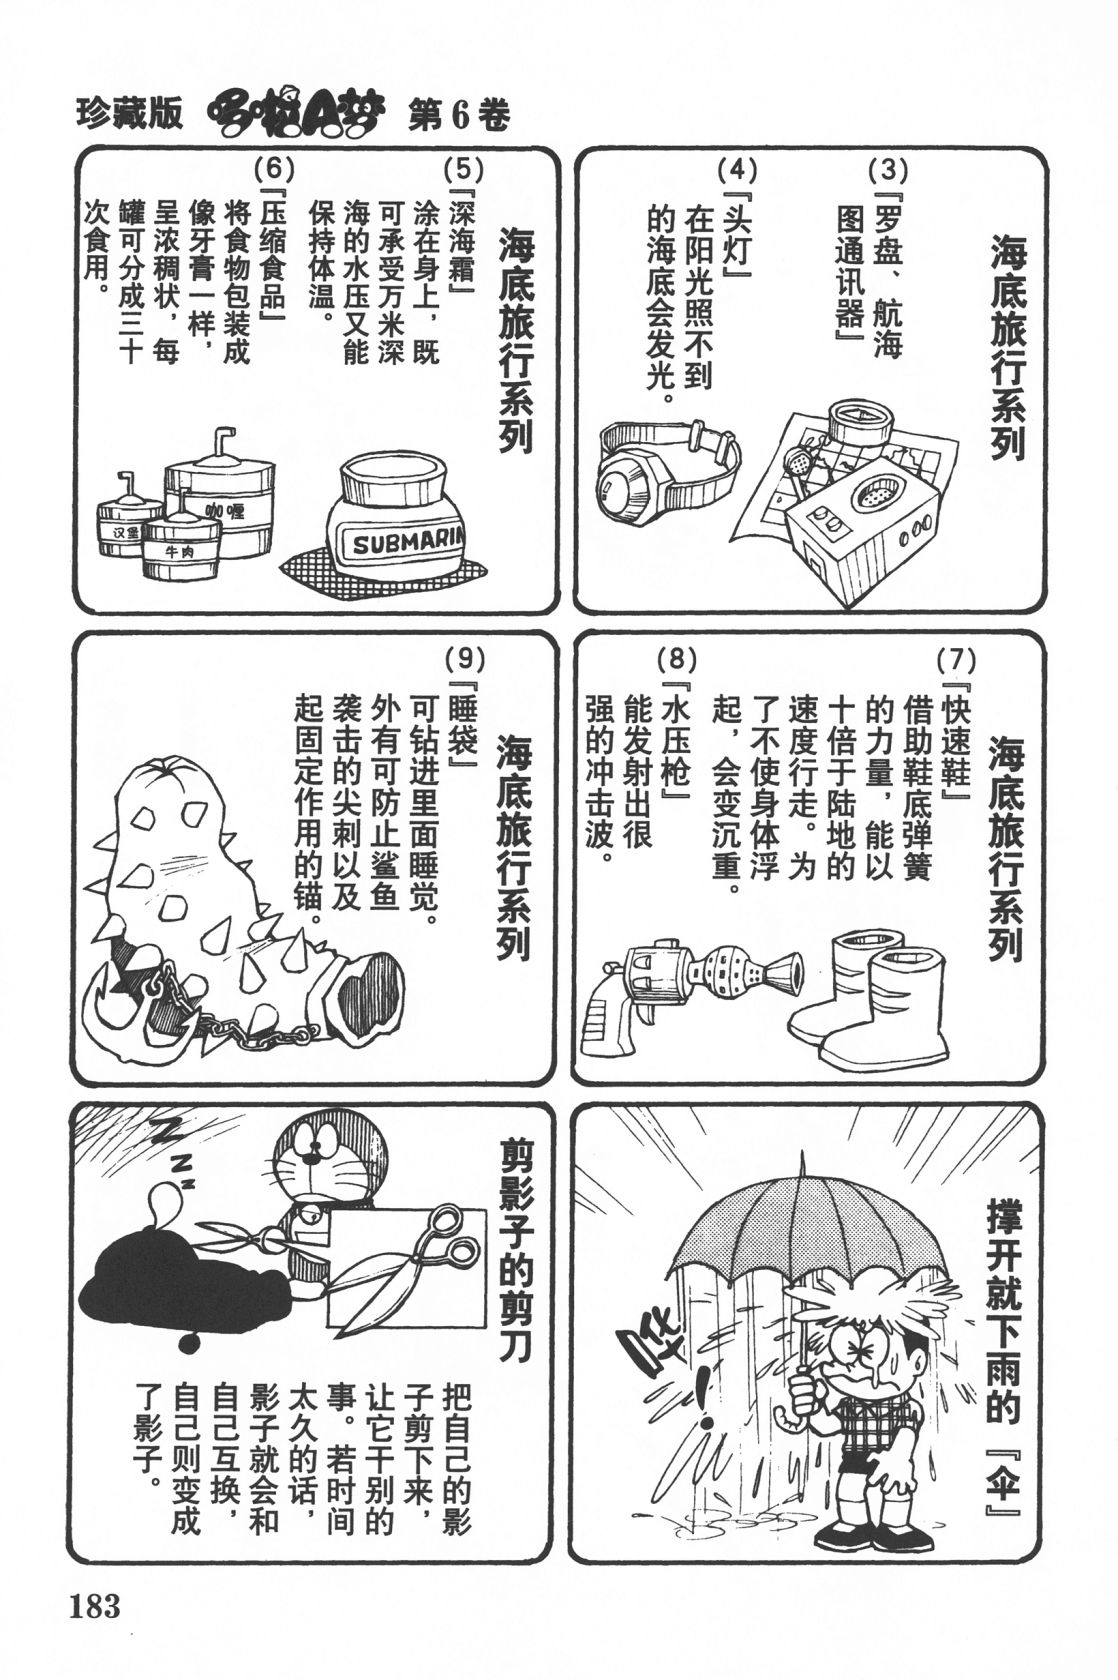 珍藏版 哆啦A梦 第6卷
海底旅行系列
(3)
『罗盘、航海
图通讯器』
(4)
『头灯』
在阳光照不到
的海底会发光。
海底旅行系列
(5)
『深海霜』
涂在身上，既
可承受万米深
海的水压又能
保持体温。
(6)
『压缩食品』
将食物包装成
像牙膏一样，
呈浓稠状，每
罐可分成三十
次食用。
SUBMARIN
咖喱
汉堡
牛肉
海底旅行系列
(7)
『快速鞋』
借助鞋底弹簧
的力量，能以
十倍于陆地的
速度行走。为
了不使身体浮
起，会变沉重。
(8)
『水压枪』
能发射出很
强的冲击波。
海底旅行系列
(9)
『睡袋』
可钻进里面睡觉。
外有可防止鲨鱼
袭击的尖刺以及
起固定作用的锚。
撑开就下雨的『伞』
哗！
剪影子的剪刀
Z
Z
Z
把自己的影
子剪下来，
让它干别的
事。若时间
太久的话，
影子就会和
自己互换，
自己则变成
了影子。
183